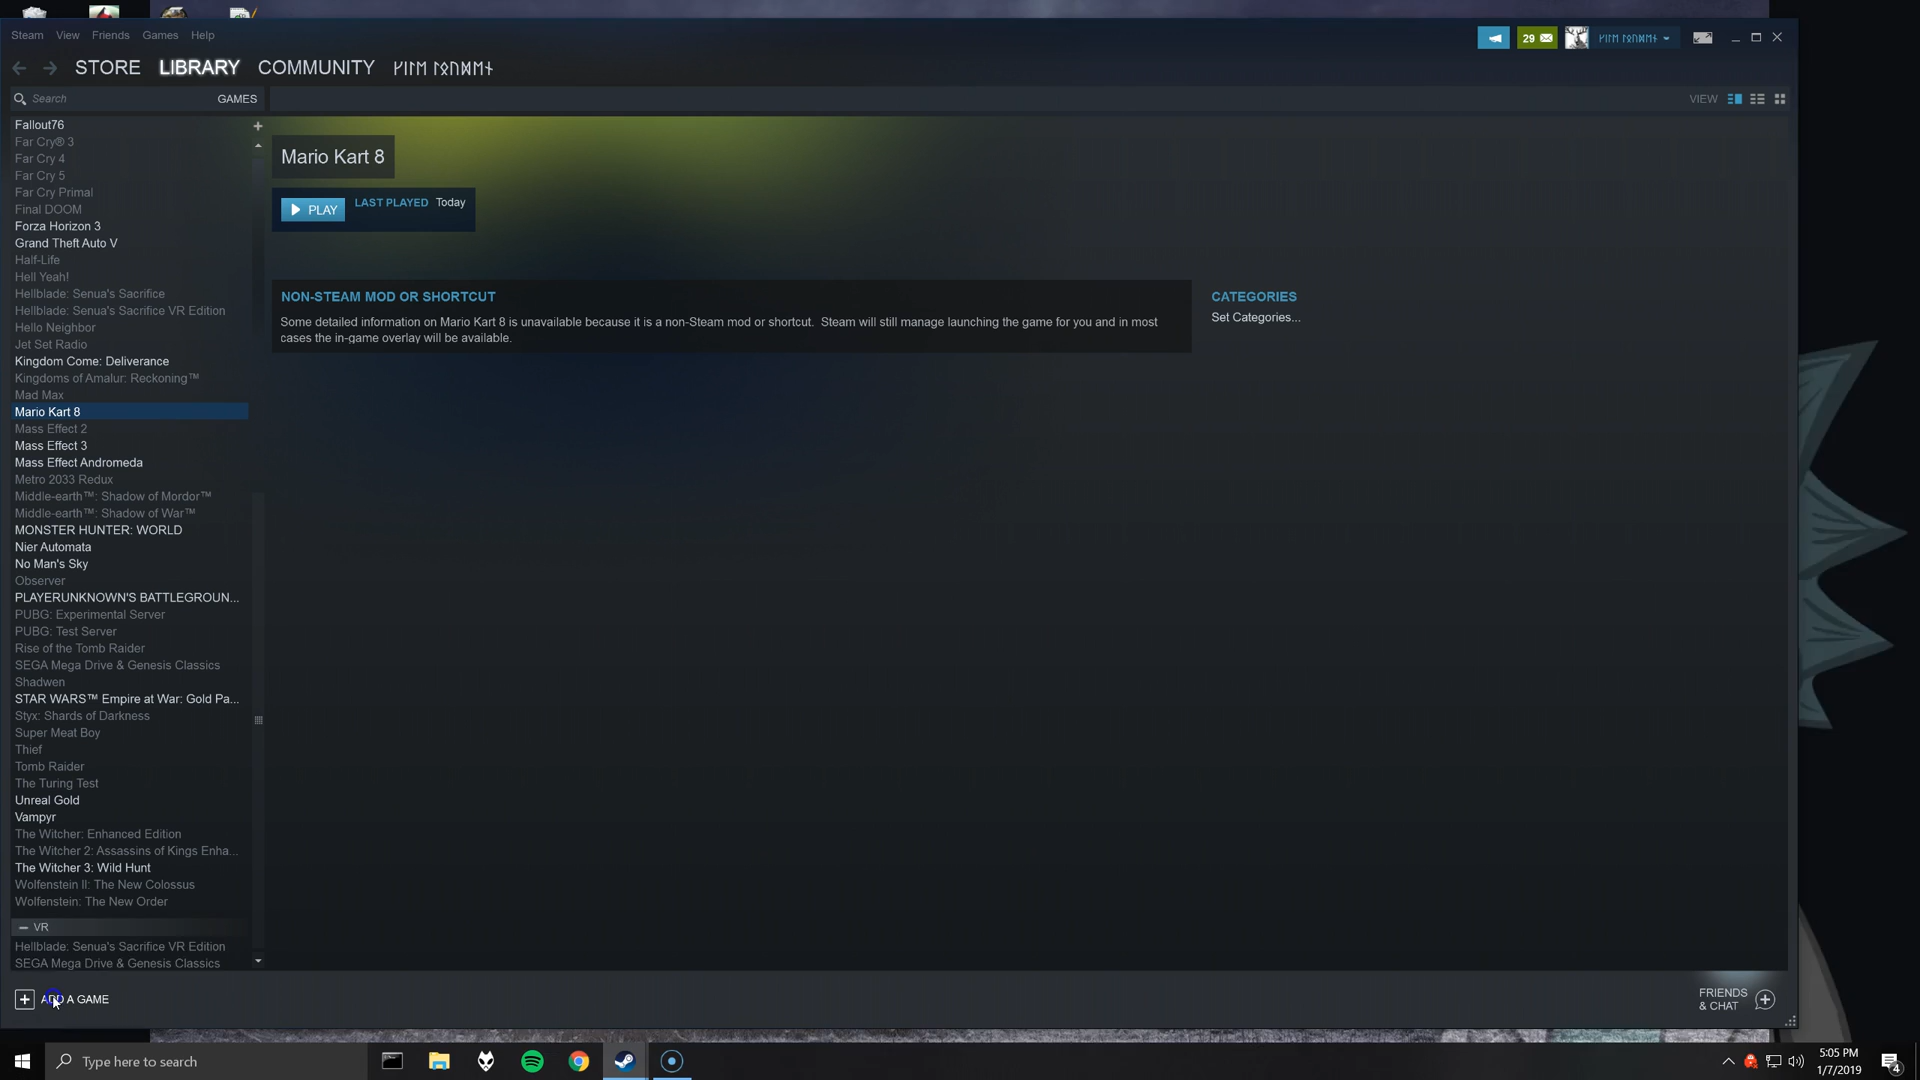 Steam View Friends Games Help
29 ᚴᛁᛚᛖ ᛚᛟᚢᛞᛖᚾ
STORE LIBRARY COMMUNITY
Search GAMES VIEW
Fallout76
Far Cry® 3
Far Cry 4
Far Cry 5
Far Cry Primal
Final DOOM
Forza Horizon 3
Grand Theft Auto V
Half-Life
Hell Yeah!
Hellblade: Senua's Sacrifice
Hellblade: Senua's Sacrifice VR Edition
Hello Neighbor
Jet Set Radio
Kingdom Come: Deliverance
Kingdoms of Amalur: Reckoning™
Mad Max
Mario Kart 8
Mass Effect 2
Mass Effect 3
Mass Effect Andromeda
Metro 2033 Redux
Middle-earth™: Shadow of Mordor™
Middle-earth™: Shadow of War™
MONSTER HUNTER: WORLD
Nier Automata
No Man's Sky
Observer
PLAYERUNKNOWN'S BATTLEGROUN...
PUBG: Experimental Server
PUBG: Test Server
Rise of the Tomb Raider
SEGA Mega Drive & Genesis Classics
Shadwen
STAR WARS™ Empire at War: Gold Pa...
Styx: Shards of Darkness
Super Meat Boy
Thief
Tomb Raider
The Turing Test
Unreal Gold
Vampyr
The Witcher: Enhanced Edition
The Witcher 2: Assassins of Kings Enha...
The Witcher 3: Wild Hunt
Wolfenstein II: The New Colossus
Wolfenstein: The New Order
VR
Hellblade: Senua's Sacrifice VR Edition
SEGA Mega Drive & Genesis Classics
Mario Kart 8
PLAY LAST PLAYED Today
NON-STEAM MOD OR SHORTCUT
Some detailed information on Mario Kart 8 is unavailable because it is a non-Steam mod or shortcut. Steam will still manage launching the game for you and in most
cases the in-game overlay will be available.
CATEGORIES
Set Categories...
ADD A GAME
FRIENDS
& CHAT
Type here to search
5:05 PM
1/7/2019
4